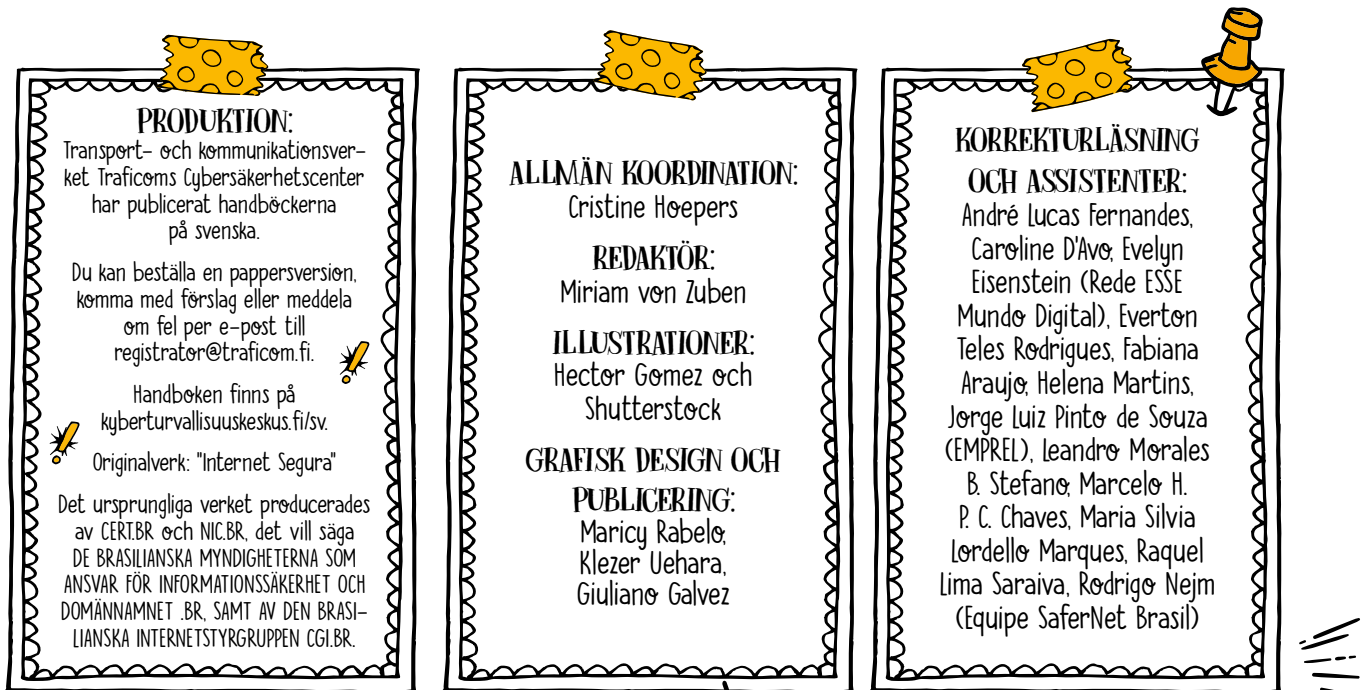 PRODUKTION:
Transport- och kommunikationsver-
ket Traficoms Cybersäkerhetscenter
har publicerat handböckerna
på svenska.
Du kan beställa en pappersversion,
komma med förslag eller meddela
om fel per e-post till
registrator@traficom.fi.
Handboken finns på
kyberturvallisuuskeskus.fi/sv.
Originalverk: "Internet Segura"
Det ursprungliga verket producerades
av CERT.BR och NIC.BR, det vill säga
DE BRASILIANSKA MYNDIGHETERNA SOM
ANSVAR FÖR INFORMATIONSSÄKERHET OCH
DOMÄNNAMNET .BR, SAMT AV DEN BRASI-
LIANSKA INTERNETSTYRGRUPPEN CGI.BR.
ALLMÄN KOORDINATION:
Cristine Hoepers
REDAKTÖR:
Miriam von Zuben
ILLUSTRATIONER:
Hector Gomez och
Shutterstock
GRAFISK DESIGN OCH
PUBLICERING:
Maricy Rabelo,
Klezer Uehara,
Giuliano Galvez
KORREKTURLÄSNING
OCH ASSISTENTER:
André Lucas Fernandes,
Caroline D'Avo, Evelyn
Eisenstein (Rede ESSE
Mundo Digital), Everton
Teles Rodrigues, Fabiana
Araujo, Helena Martins,
Jorge Luiz Pinto de Souza
(EMPREL), Leandro Morales
B. Stefano, Marcelo H.
P. C. Chaves, Maria Silvia
Lordello Marques, Raquel
Lima Saraiva, Rodrigo Nejm
(Equipe SaferNet Brasil)